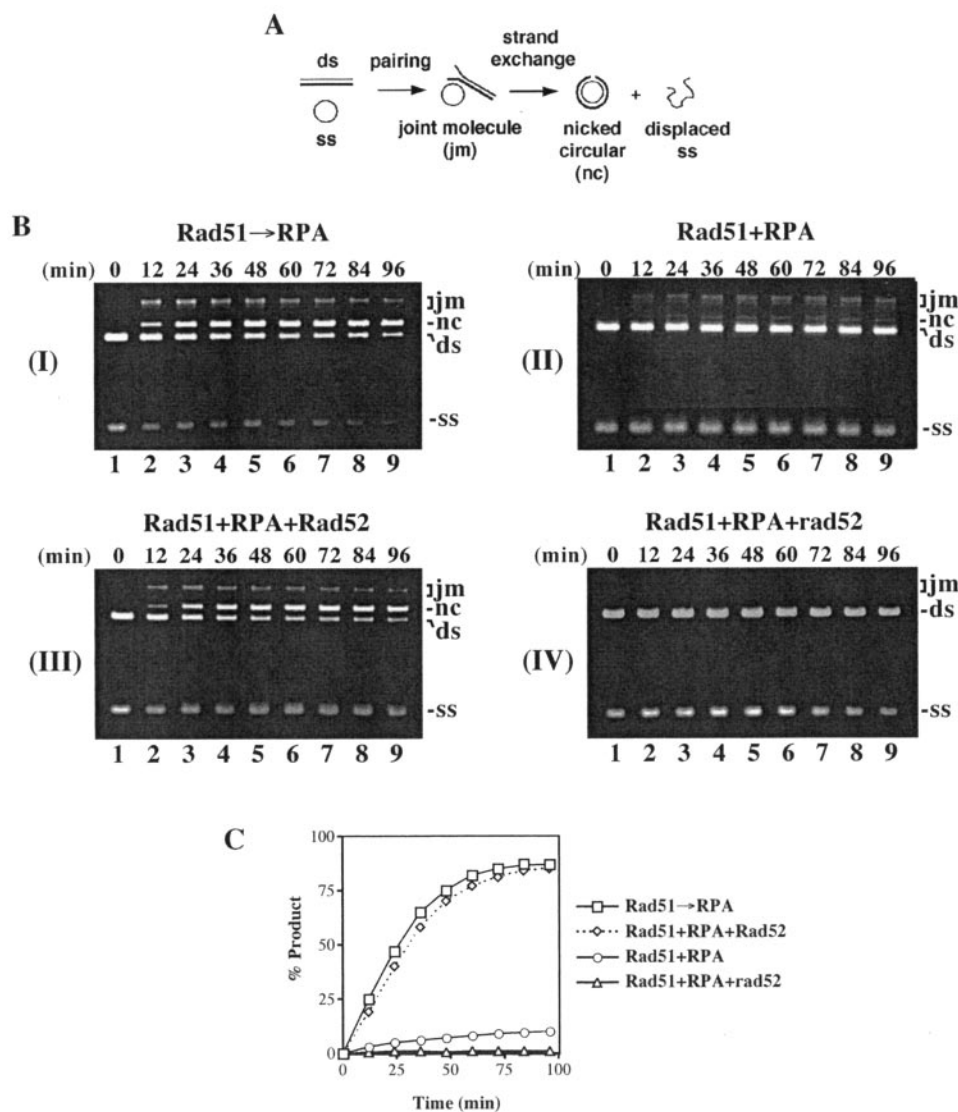 A
ds
pairing
strand
exchange
+
ss
joint molecule
(jm)
nicked
circular
(nc)
displaced
ss
B
Rad51→RPA
(min) 0 12 24 36 48 60 72 84 96
(I)
jm
-nc
ds
-ss
1 2 3 4 5 6 7 8 9
Rad51+RPA
(min) 0 12 24 36 48 60 72 84 96
(II)
jm
-nc
ds
-ss
1 2 3 4 5 6 7 8 9
Rad51+RPA+Rad52
(min) 0 12 24 36 48 60 72 84 96
(III)
jm
-nc
ds
-ss
1 2 3 4 5 6 7 8 9
Rad51+RPA+rad52
(min) 0 12 24 36 48 60 72 84 96
(IV)
jm
-ds
-ss
1 2 3 4 5 6 7 8 9
C
% Product
100
75
50
25
0
0 25 50 75 100
Time (min)
Rad51→RPA
Rad51+RPA+Rad52
Rad51+RPA
Rad51+RPA+rad52